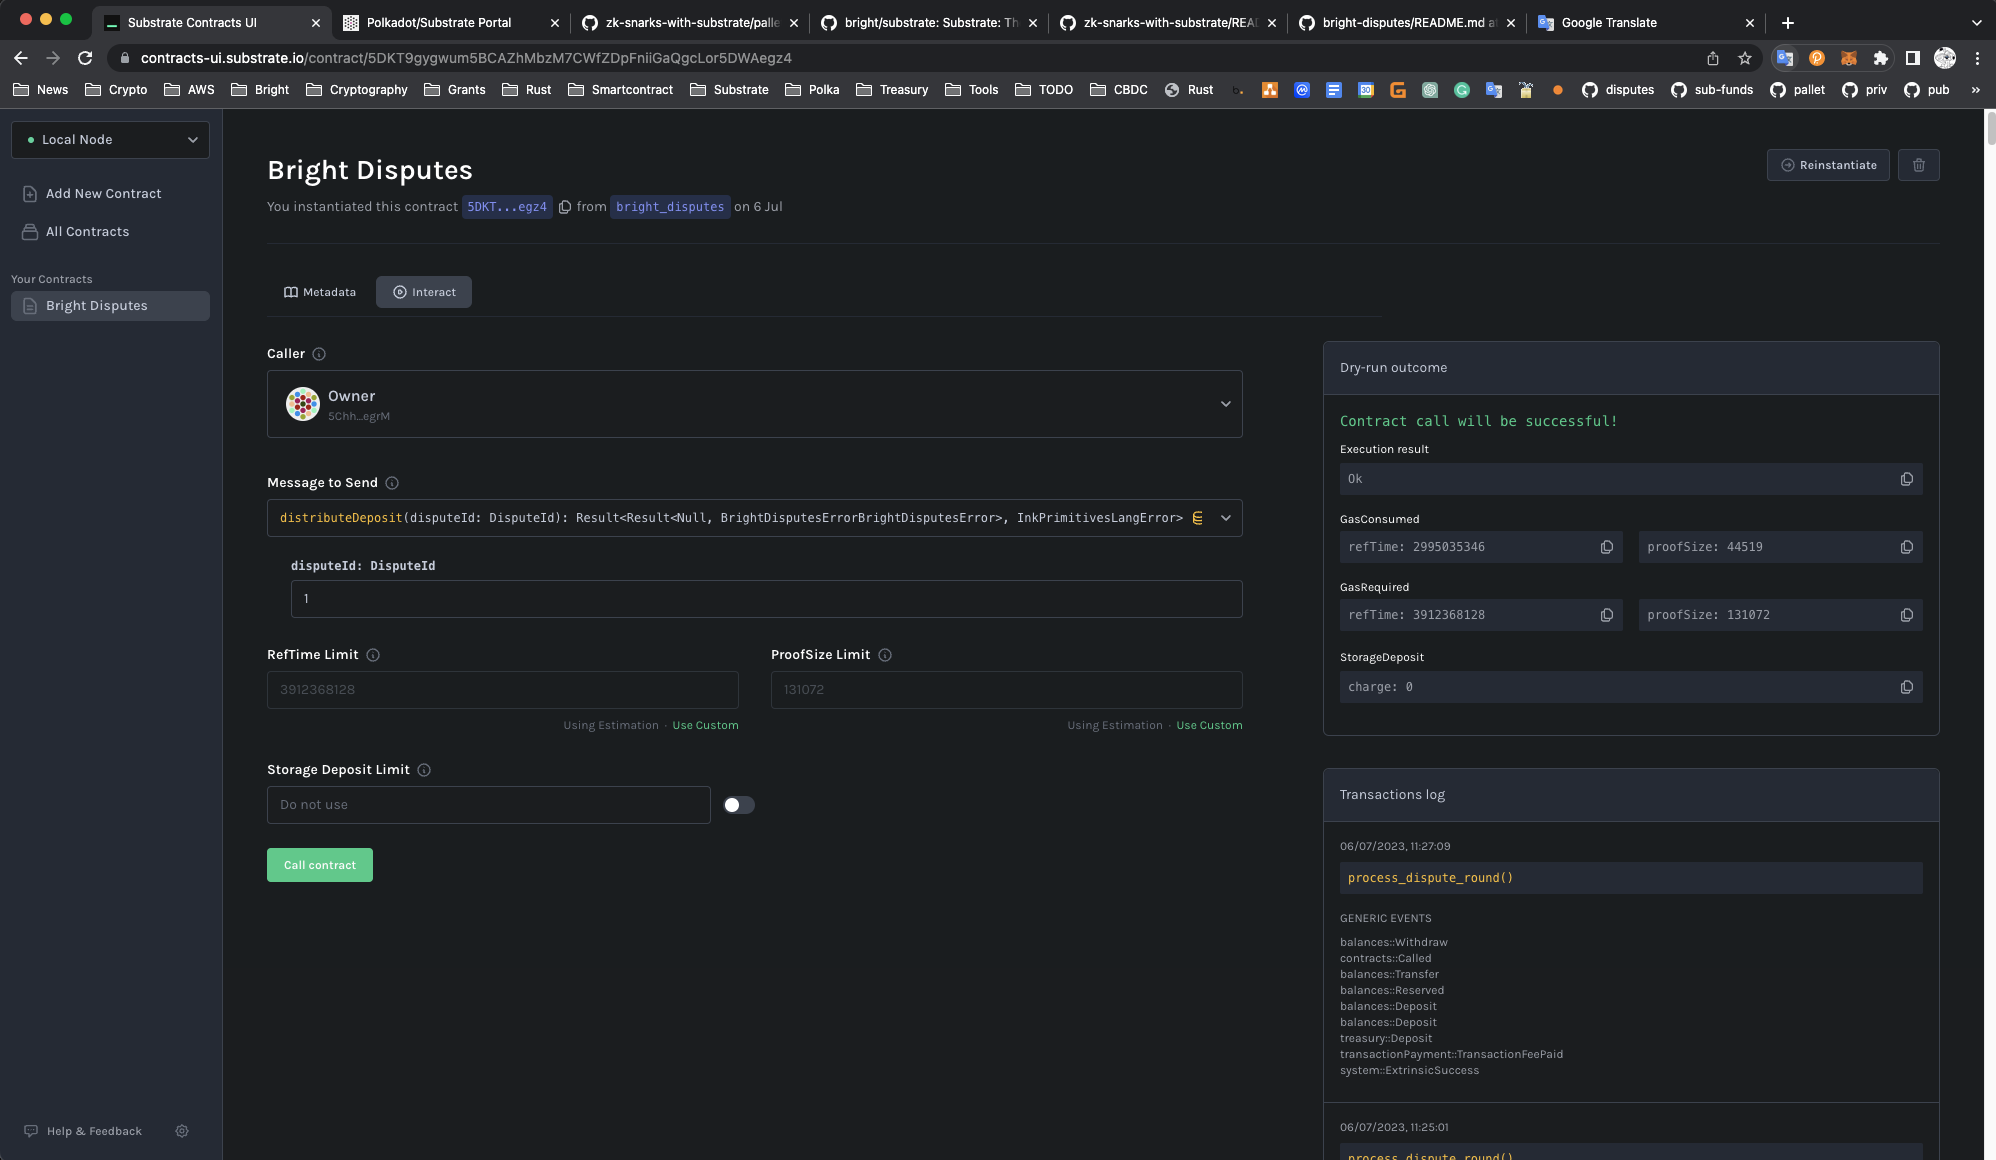 Substrate Contracts UI
Polkadot/Substrate Portal
zk-snarks-with-substrate/palle
bright/substrate: Substrate: Th
zk-snarks-with-substrate/REA
bright-disputes/README.md a
Google Translate
contracts-ui.substrate.io/contract/5DKT9gygwum5BCAZhMbzM7CWfZDpFniiGaQgcLor5DWAegz4
News
Crypto
AWS
Bright
Cryptography
Grants
Rust
Smartcontract
Substrate
Polka
Treasury
Tools
TODO
CBDC
Rust
disputes
sub-funds
pallet
priv
pub
»
Local Node
Add New Contract
All Contracts
Your Contracts
Bright Disputes
Bright Disputes
You instantiated this contract 5DKT...egz4 from bright_disputes on 6 Jul
Reinstantiate
Metadata
Interact
Caller
Owner
5Chh...egrM
Message to Send
distributeDeposit(disputeId: DisputeId): Result<Result<Null, BrightDisputesErrorBrightDisputesError>, InkPrimitivesLangError>
disputeId: DisputeId
1
RefTime Limit
3912368128
Using Estimation · Use Custom
ProofSize Limit
131072
Using Estimation · Use Custom
Storage Deposit Limit
Do not use
Call contract
Dry-run outcome
Contract call will be successful!
Execution result
Ok
GasConsumed
refTime: 2995035346
proofSize: 44519
GasRequired
refTime: 3912368128
proofSize: 131072
StorageDeposit
charge: 0
Transactions log
06/07/2023, 11:27:09
process_dispute_round()
GENERIC EVENTS
balances::Withdraw
contracts::Called
balances::Transfer
balances::Reserved
balances::Deposit
balances::Deposit
treasury::Deposit
transactionPayment::TransactionFeePaid
system::ExtrinsicSuccess
06/07/2023, 11:25:01
process_dispute_round()
Help & Feedback